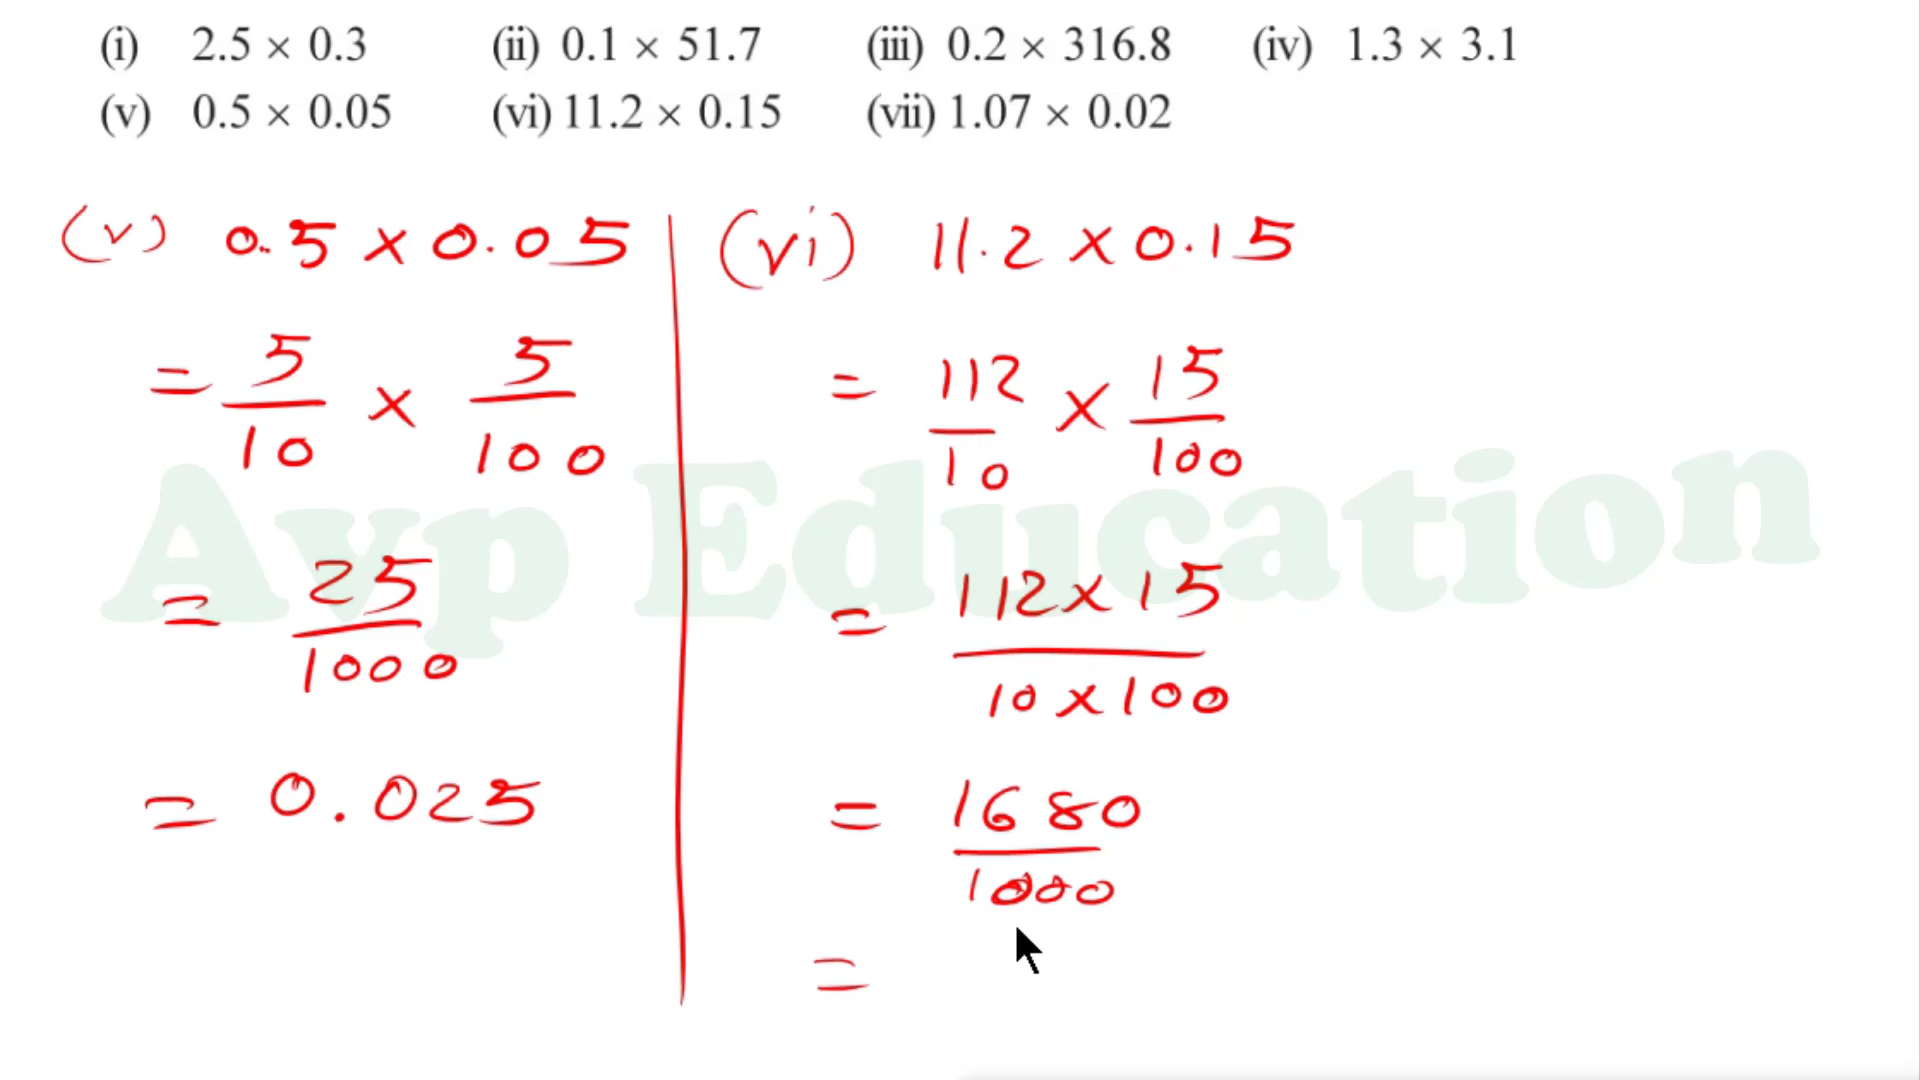 (i) 2.5 × 0.3 (ii) 0.1 × 51.7 (iii) 0.2 × 316.8 (iv) 1.3 × 3.1
(v) 0.5 × 0.05 (vi) 11.2 × 0.15 (vii) 1.07 × 0.02
(v) 0.5 × 0.05
= 5/10 × 5/100
= 25/1000
= 0.025
(vi) 11.2 × 0.15
= 112/10 × 15/100
= 112×15/10×100
= 1680/1000
=
Avp Education